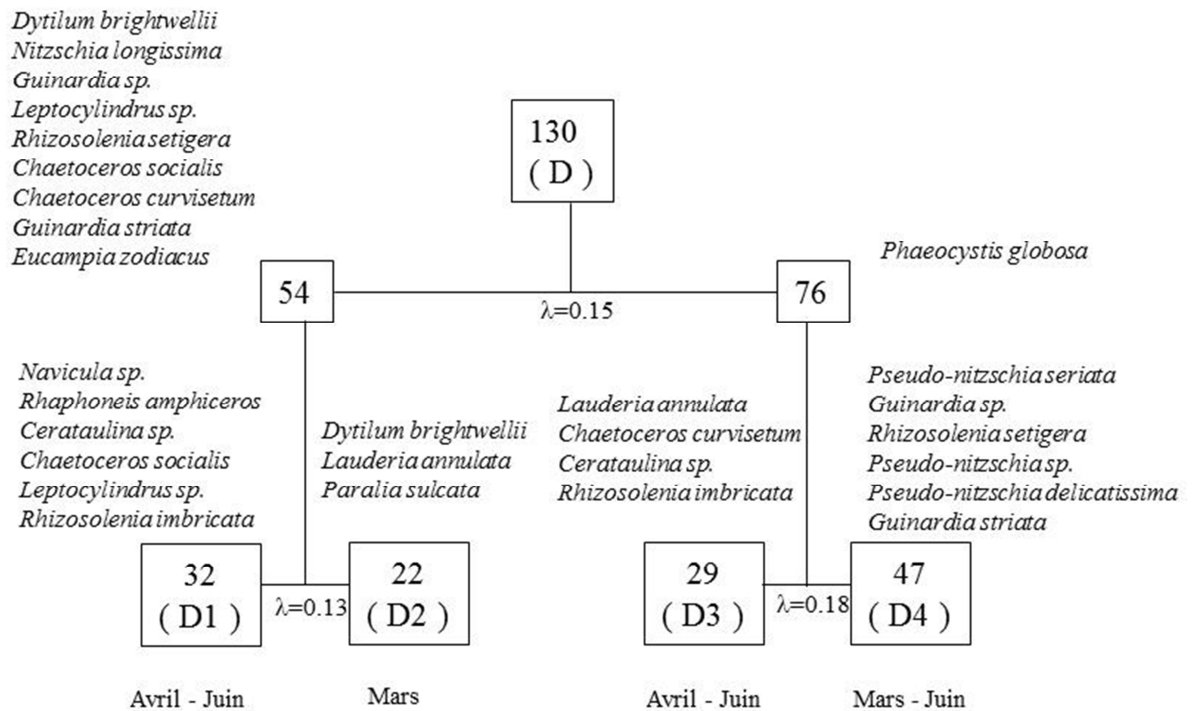 Dytilum brightwellii
Nitzschia longissima
Guinardia sp.
Leptocylindrus sp.
Rhizosolenia setigera
Chaetoceros socialis
Chaetoceros curvisetum
Guinardia striata
Eucampia zodiacus
130
( D )
Phaeocystis globosa
54
λ=0.15
76
Navicula sp.
Rhaphoneis amphiceros
Cerataulina sp.
Chaetoceros socialis
Leptocylindrus sp.
Rhizosolenia imbricata
Dytilum brightwellii
Lauderia annulata
Paralia sulcata
Lauderia annulata
Chaetoceros curvisetum
Cerataulina sp.
Rhizosolenia imbricata
Pseudo-nitzschia seriata
Guinardia sp.
Rhizosolenia setigera
Pseudo-nitzschia sp.
Pseudo-nitzschia delicatissima
Guinardia striata
32
( D1 )
λ=0.13
22
( D2 )
29
( D3 )
λ=0.18
47
( D4 )
Avril - Juin
Mars
Avril - Juin
Mars - Juin